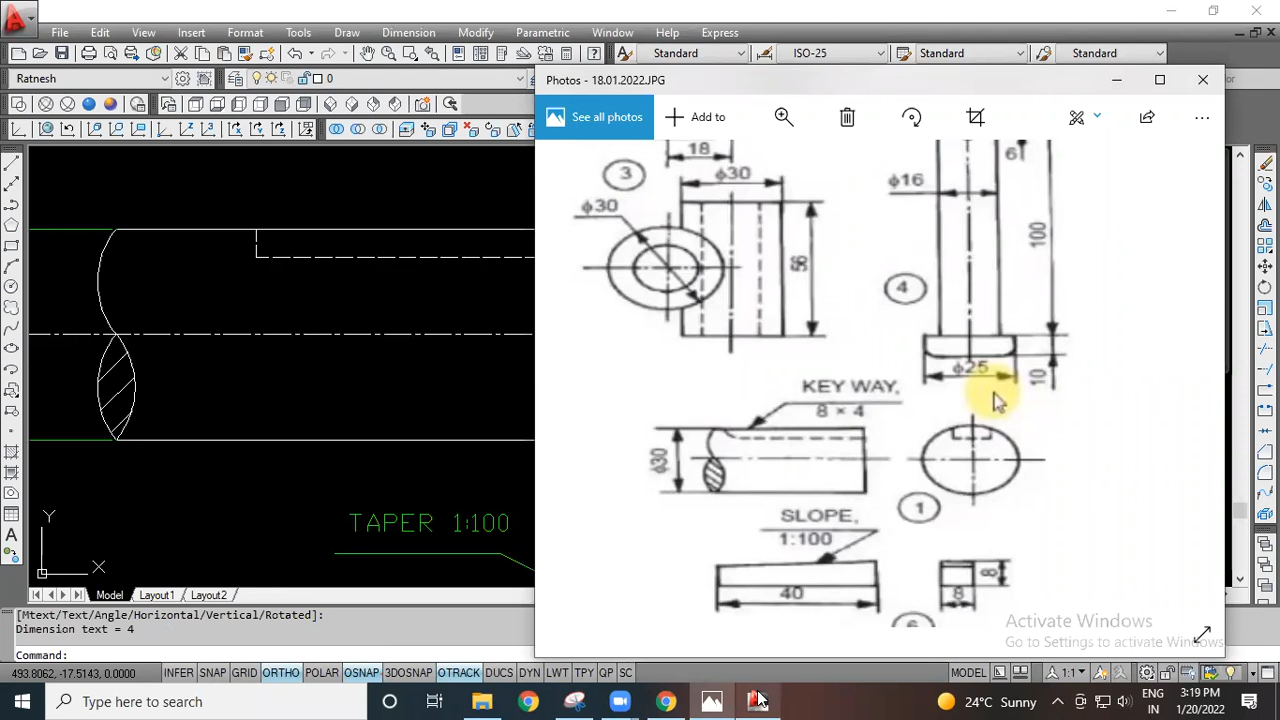 File Edit View Insert Format Tools Draw Dimension Modify Parametric Window Help Express
Standard ISO-25 Standard Standard
Ratnesh 0
Photos - 18.01.2022.JPG
See all photos Add to
18
3
ϕ30
ϕ30
56
6
ϕ16
100
4
ϕ25
10
KEY WAY,
8 × 4
ϕ30
1
SLOPE,
1:100
40
8
8
TAPER 1:100
Y
X
Model Layout1 Layout2
[Mtext/Text/Angle/Horizontal/Vertical/Rotated]:
Dimension text = 4
Command:
Activate Windows
Go to Settings to activate Windows
493.8062, -17.5143, 0.0000 INFER SNAP GRID ORTHO POLAR OSNAP 3DOSNAP OTRACK DUCS DYN LWT TPY QP SC MODEL 1:1
Type here to search
24°C Sunny
ENG
IN
3:19 PM
1/20/2022